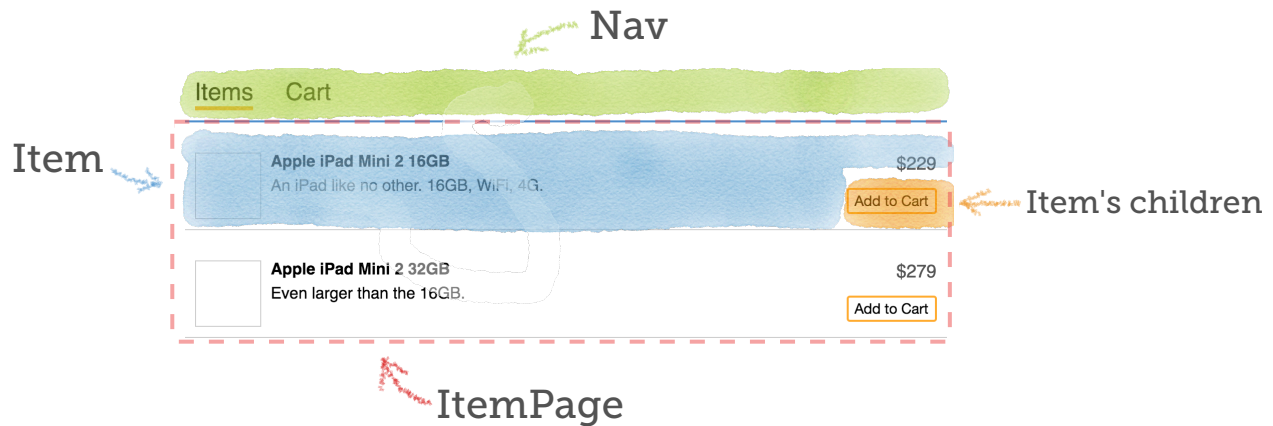 Nav
Items Cart
Item
Apple iPad Mini 2 16GB $229
An iPad like no other. 16GB, WiFi, 4G.
Add to Cart
Item's children
Apple iPad Mini 2 32GB $279
Even larger than the 16GB.
Add to Cart
ItemPage